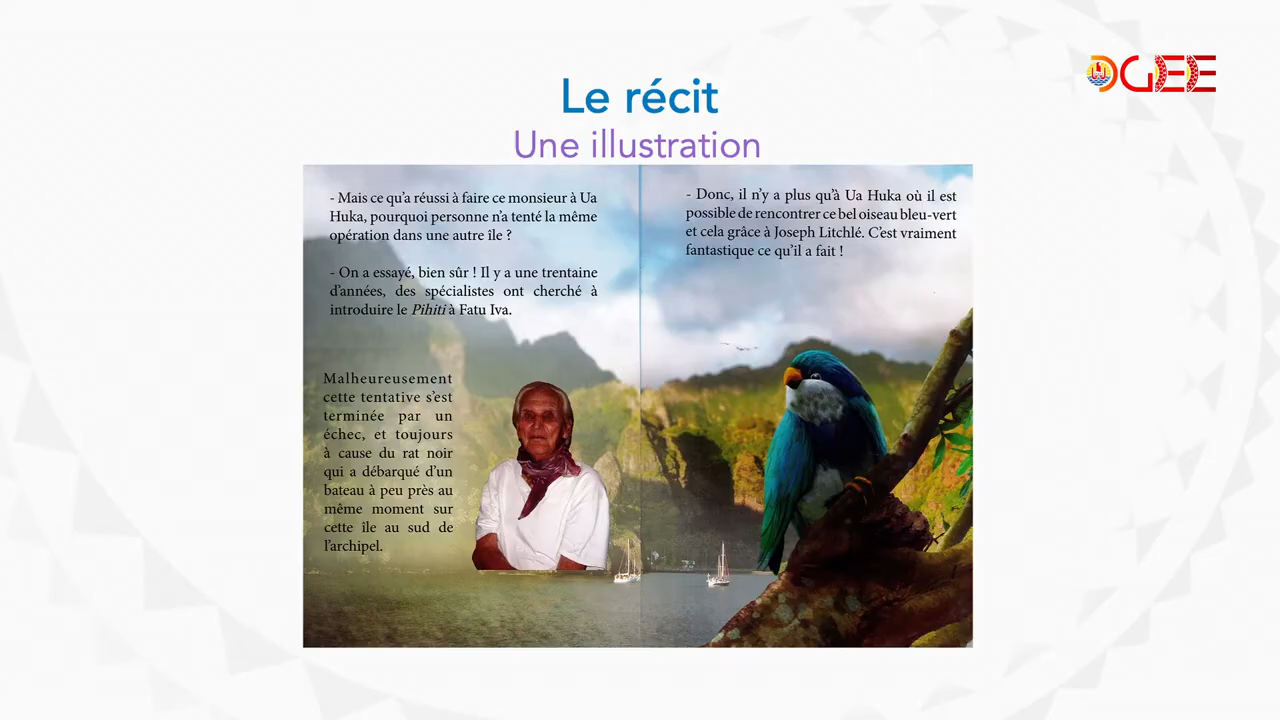 DGEE
Le récit
Une illustration
- Mais ce qu'a réussi à faire ce monsieur à Ua
Huka, pourquoi personne n'a tenté la même
opération dans une autre île ?
- On a essayé, bien sûr ! Il y a une trentaine
d'années, des spécialistes ont cherché à
introduire le Pihiti à Fatu Iva.
Malheureusement
cette tentative s'est
terminée par un
échec, et toujours
à cause du rat noir
qui a débarqué d'un
bateau à peu près au
même moment sur
cette île au sud de
l'archipel.
- Donc, il n'y a plus qu'à Ua Huka où il est
possible de rencontrer ce bel oiseau bleu-vert
et cela grâce à Joseph Litchlé. C'est vraiment
fantastique ce qu'il a fait !